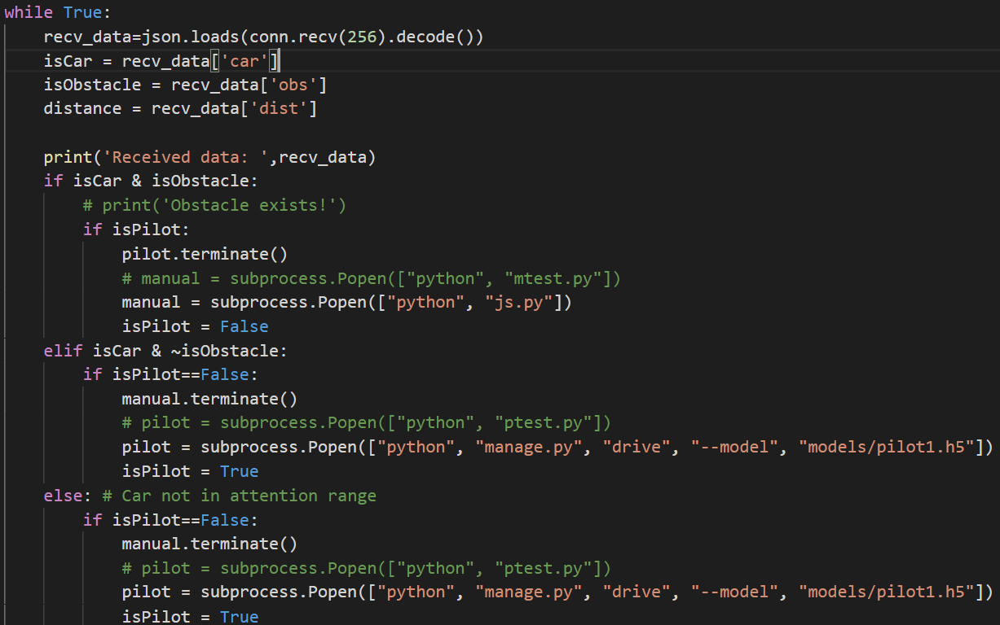 while True:
    recv_data=json.loads(conn.recv(256).decode())
    isCar = recv_data['car']
    isObstacle = recv_data['obs']
    distance = recv_data['dist']

    print('Received data: ',recv_data)
    if isCar & isObstacle:
        # print('Obstacle exists!')
        if isPilot:
            pilot.terminate()
            # manual = subprocess.Popen(["python", "mtest.py"])
            manual = subprocess.Popen(["python", "js.py"])
            isPilot = False
    elif isCar & ~isObstacle:
        if isPilot==False:
            manual.terminate()
            # pilot = subprocess.Popen(["python", "ptest.py"])
            pilot = subprocess.Popen(["python", "manage.py", "drive", "--model", "models/pilot1.h5"])
            isPilot = True
    else: # Car not in attention range
        if isPilot==False:
            manual.terminate()
            # pilot = subprocess.Popen(["python", "ptest.py"])
            pilot = subprocess.Popen(["python", "manage.py", "drive", "--model", "models/pilot1.h5"])
            isPilot = True